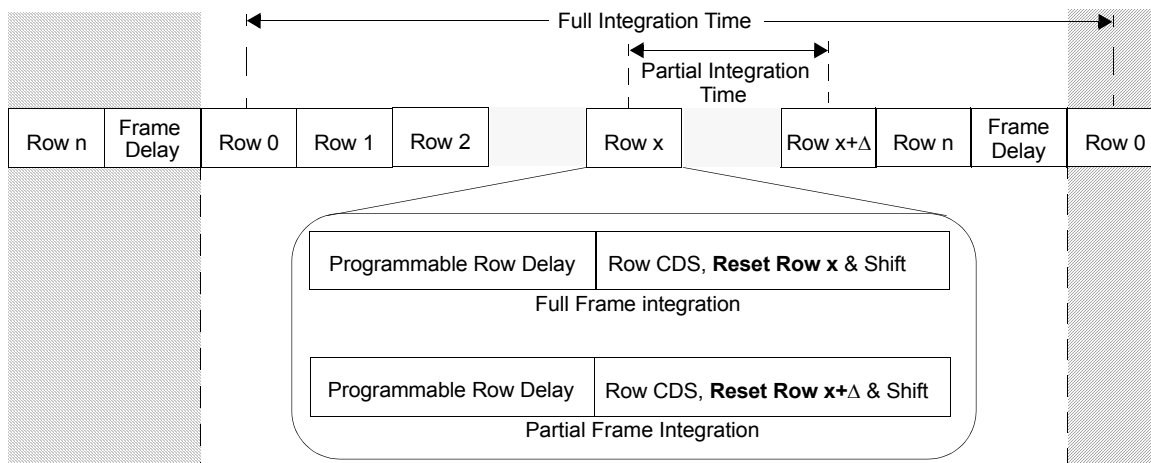 Full Integration Time
Partial Integration
Time
Row n
Frame
Delay
Row 0
Row 1
Row 2
Row x
Row x+Δ
Row n
Frame
Delay
Row 0
Programmable Row Delay
Row CDS, Reset Row x & Shift
Full Frame integration
Programmable Row Delay
Row CDS, Reset Row x+Δ & Shift
Partial Frame Integration